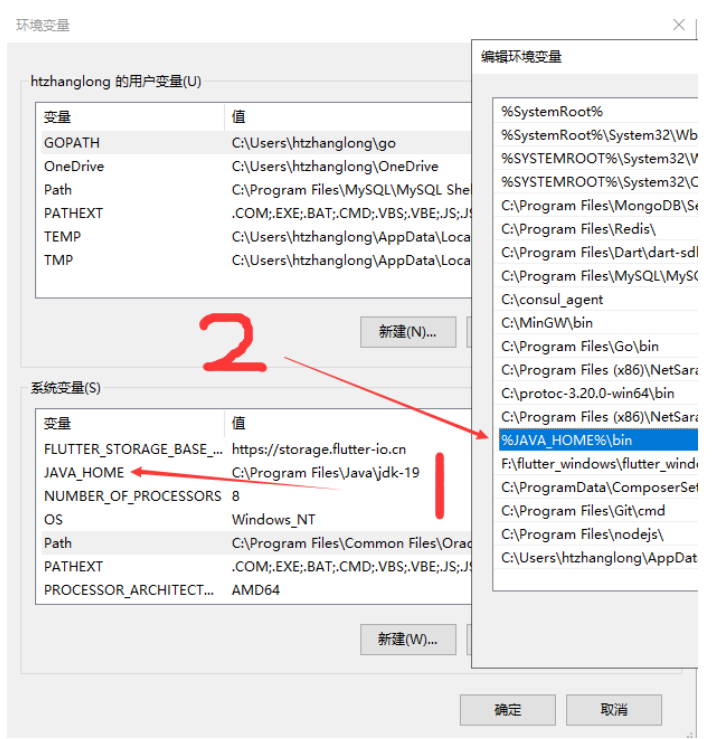 环境变量
编辑环境变量
htzhanglong 的用户变量(U)
变量 值
GOPATH C:\Users\htzhanglong\go
OneDrive C:\Users\htzhanglong\OneDrive
Path C:\Program Files\MySQL\MySQL She
PATHEXT .COM;.EXE;.BAT;.CMD;.VBS;.VBE;.JS;.JS
TEMP C:\Users\htzhanglong\AppData\Loca
TMP C:\Users\htzhanglong\AppData\Loca
新建(N)...
2
系统变量(S)
变量 值
FLUTTER_STORAGE_BASE_... https://storage.flutter-io.cn
JAVA_HOME C:\Program Files\Java\jdk-19
NUMBER_OF_PROCESSORS 8
OS Windows_NT
Path C:\Program Files\Common Files\Orac
PATHEXT .COM;.EXE;.BAT;.CMD;.VBS;.VBE;.JS;.JS
PROCESSOR_ARCHITECT... AMD64
1
新建(W)...
%SystemRoot%
%SystemRoot%\System32\Wb
%SYSTEMROOT%\System32\W
%SYSTEMROOT%\System32\O
C:\Program Files\MongoDB\Se
C:\Program Files\Redis\
C:\Program Files\Dart\dart-sdk
C:\Program Files\MySQL\MySQ
C:\consul_agent
C:\MinGW\bin
C:\Program Files\Go\bin
C:\Program Files (x86)\NetSara
C:\protoc-3.20.0-win64\bin
C:\Program Files (x86)\NetSara
%JAVA_HOME%\bin
F:\flutter_windows\flutter_windo
C:\ProgramData\ComposerSet
C:\Program Files\Git\cmd
C:\Program Files\nodejs\
C:\Users\htzhanglong\AppDat
确定 取消